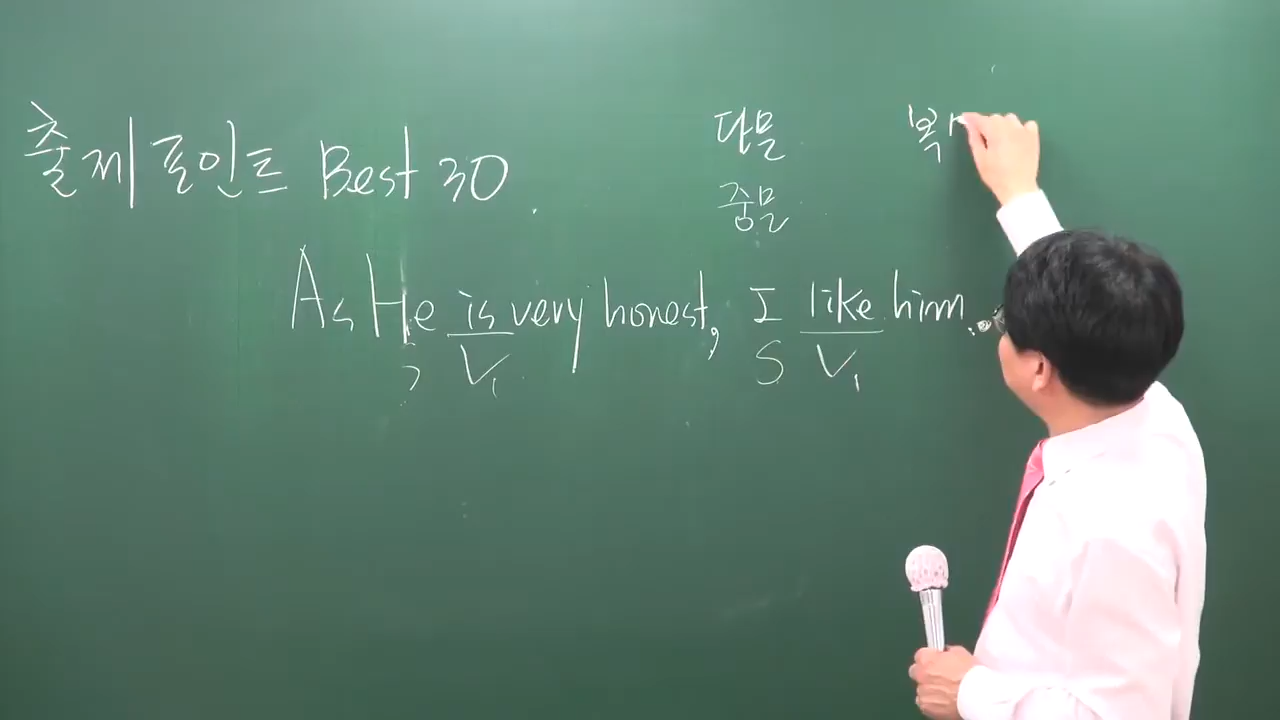 출제 포인트 Best 30
단문
중문
복
As He is very honest, I like him.
V₁ S V₁